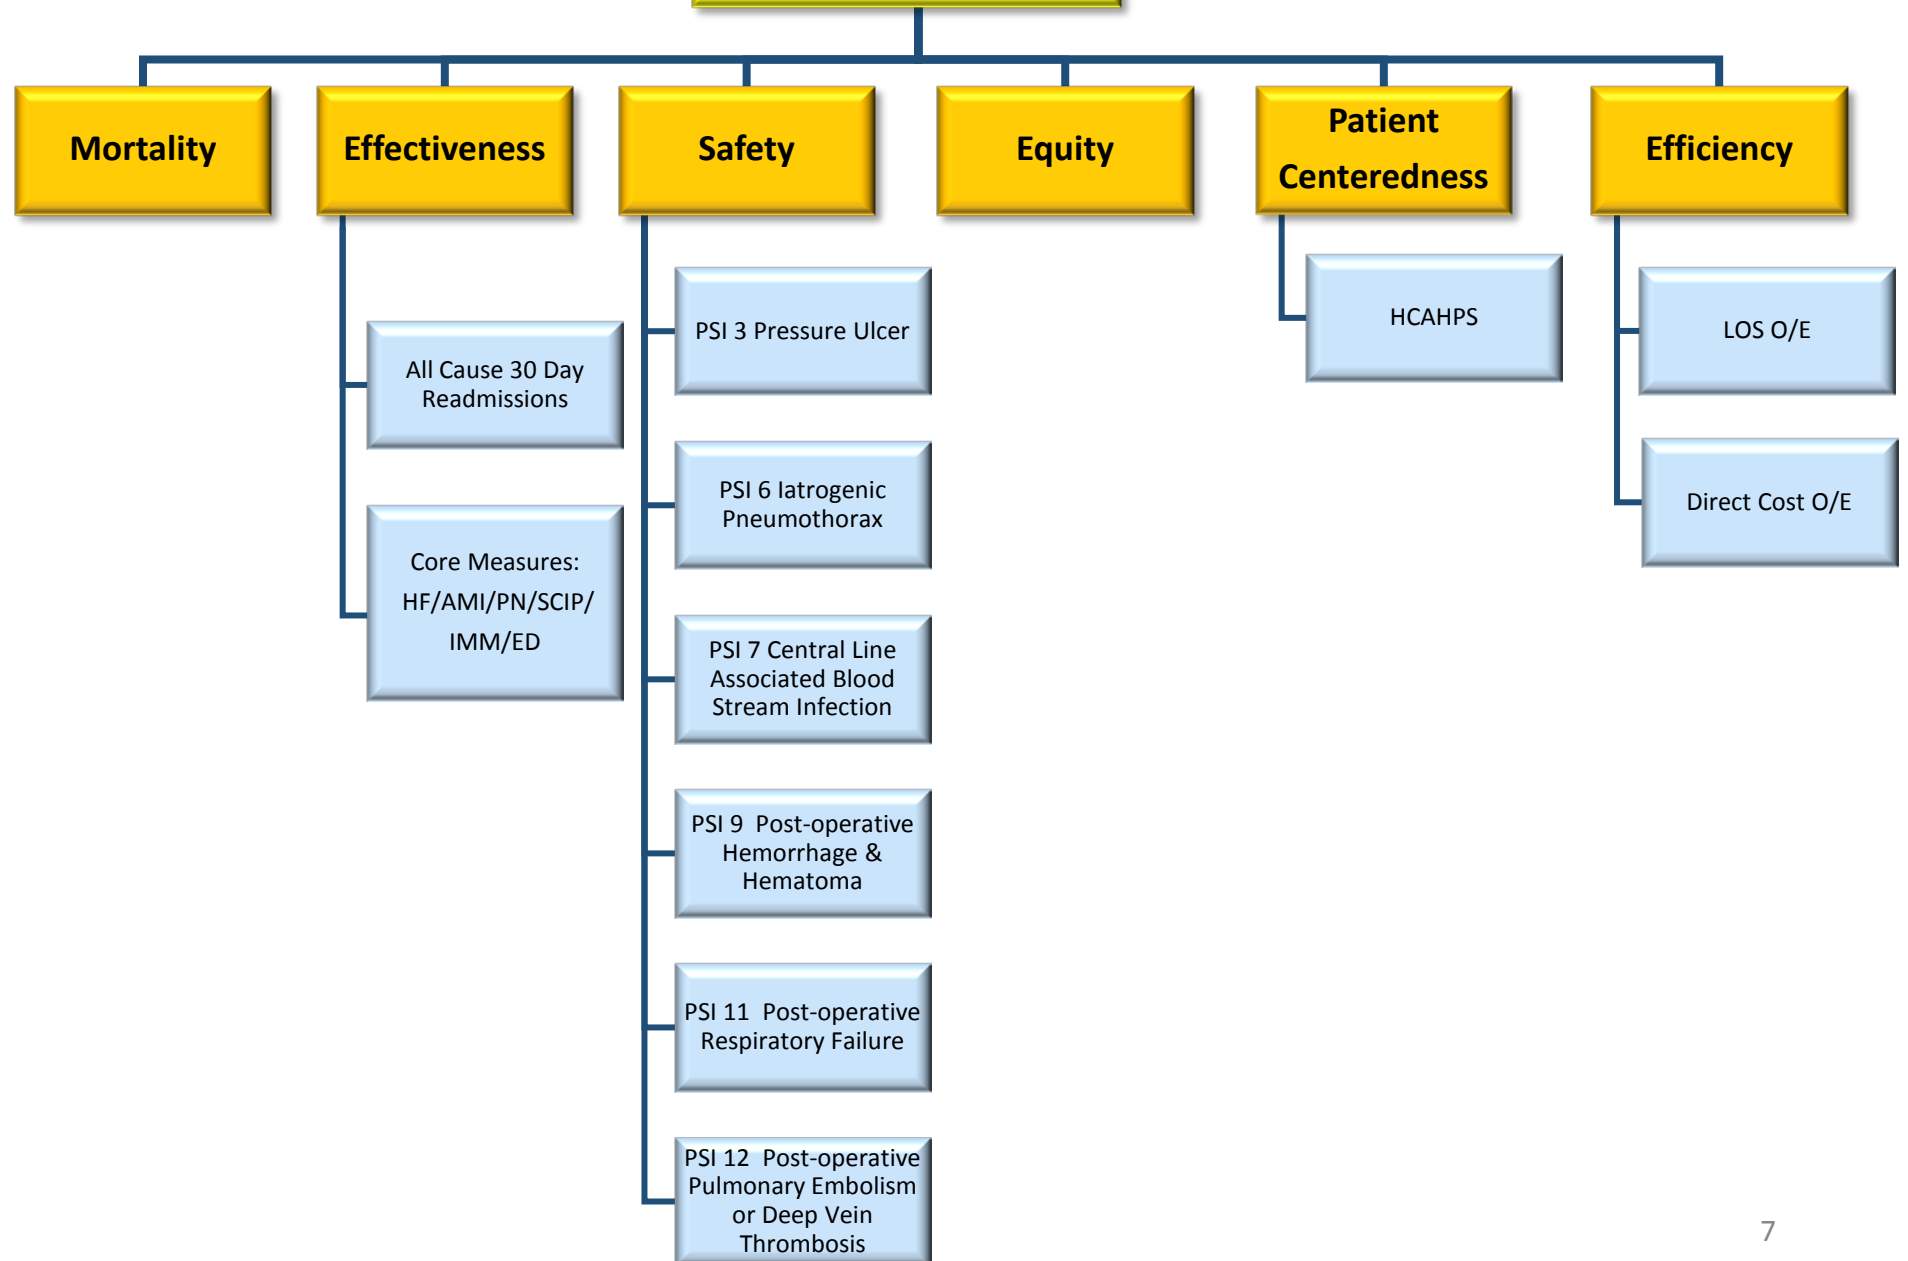 Mortality
Effectiveness
Safety
Equity
Patient
Centeredness
Efficiency
All Cause 30 Day
Readmissions
Core Measures:
HF/AMI/PN/SCIP/
IMM/ED
PSI 3 Pressure Ulcer
PSI 6 Iatrogenic
Pneumothorax
PSI 7 Central Line
Associated Blood
Stream Infection
PSI 9  Post-operative
Hemorrhage &
Hematoma
PSI 11  Post-operative
Respiratory Failure
PSI 12  Post-operative
Pulmonary Embolism
or Deep Vein
Thrombosis
HCAHPS
LOS O/E
Direct Cost O/E
7